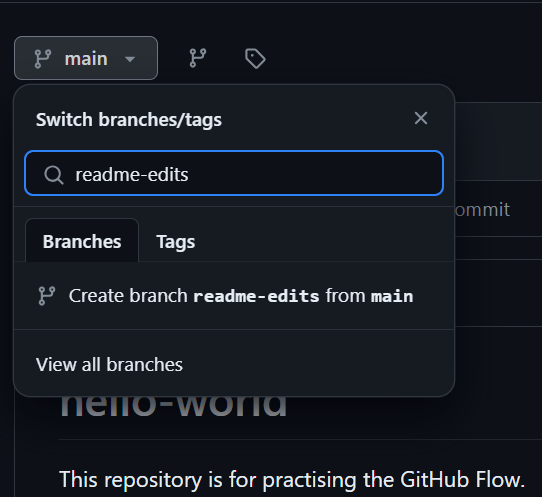 main
Switch branches/tags
readme-edits
ommit
Branches
Tags
Create branch readme-edits from main
View all branches
hello-world
This repository is for practising the GitHub Flow.